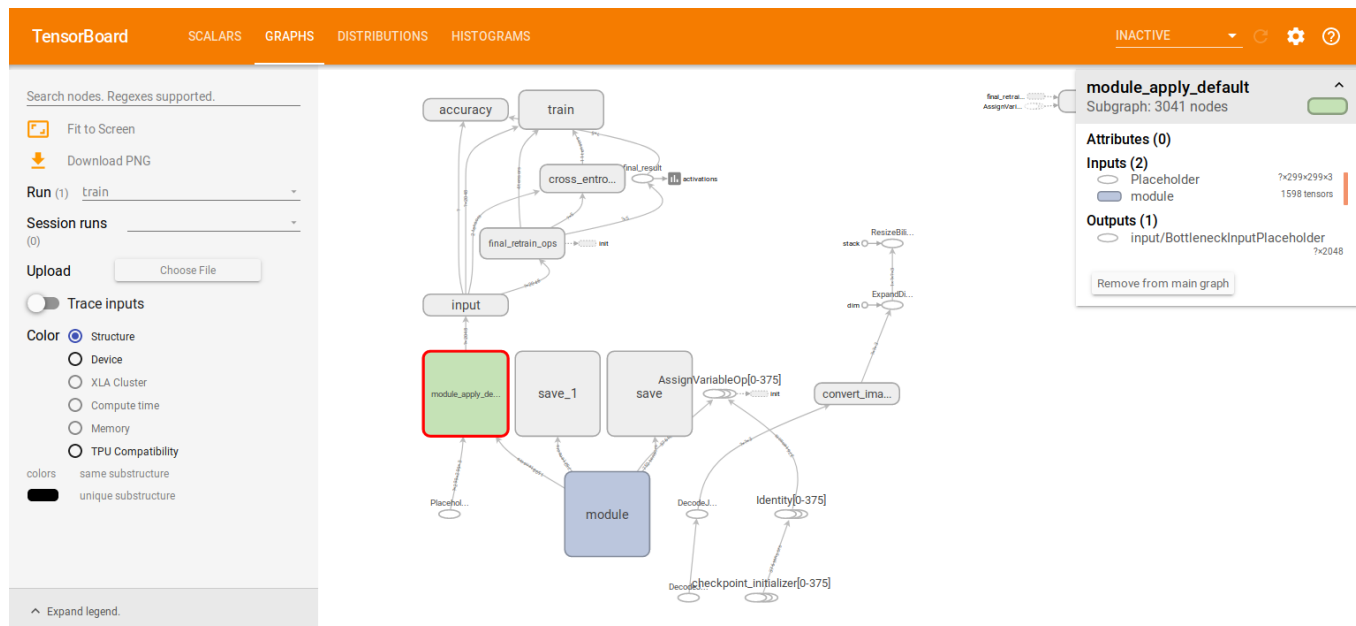 TensorBoard
SCALARS
GRAPHS
DISTRIBUTIONS
HISTOGRAMS
INACTIVE
Search nodes. Regexes supported.
Fit to Screen
Download PNG
Run (1) train
Session runs
(0)
Upload
Choose File
Trace inputs
Color
Structure
Device
XLA Cluster
Compute time
Memory
TPU Compatibility
colors same substructure
unique substructure
Expand legend.
accuracy
train
cross_entro...
final_result
activations
final_retrain_ops
init
input
module_apply_de...
save_1
save
AssignVariableOp[0-375]
init
Placehol...
module
ResizeBili...
stack
ExpandDi...
dim
convert_ima...
DecodeJ...
Identity[0-375]
DecodeJ...
checkpoint_initializer[0-375]
final_retrai...
AssignVari...
module_apply_default
Subgraph: 3041 nodes
Attributes (0)
Inputs (2)
Placeholder ?×299×299×3
module 1598 tensors
Outputs (1)
input/BottleneckInputPlaceholder
?×2048
Remove from main graph